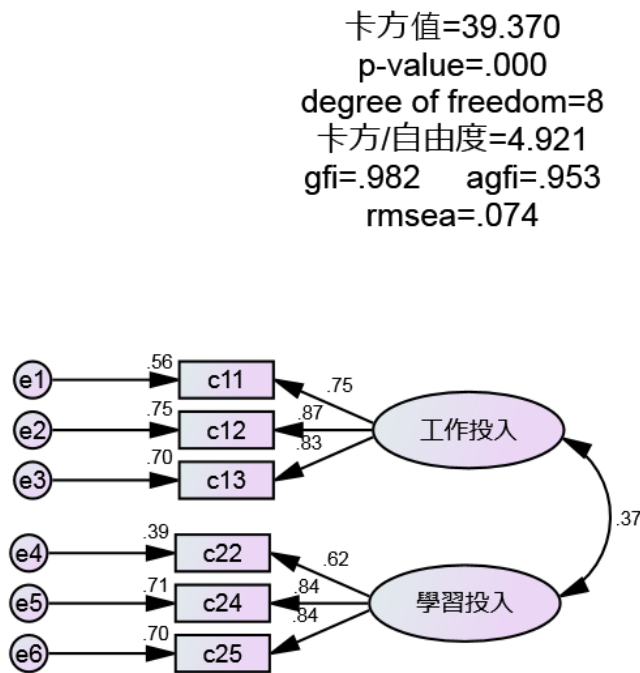 卡方值=39.370
p-value=.000
degree of freedom=8
卡方/自由度=4.921
gfi=.982 agfi=.953
rmsea=.074
e1 .56 c11 .75
e2 .75 c12 .87 工作投入
e3 .70 c13 .83
.37
e4 .39 c22 .62
e5 .71 c24 .84 學習投入
e6 .70 c25 .84